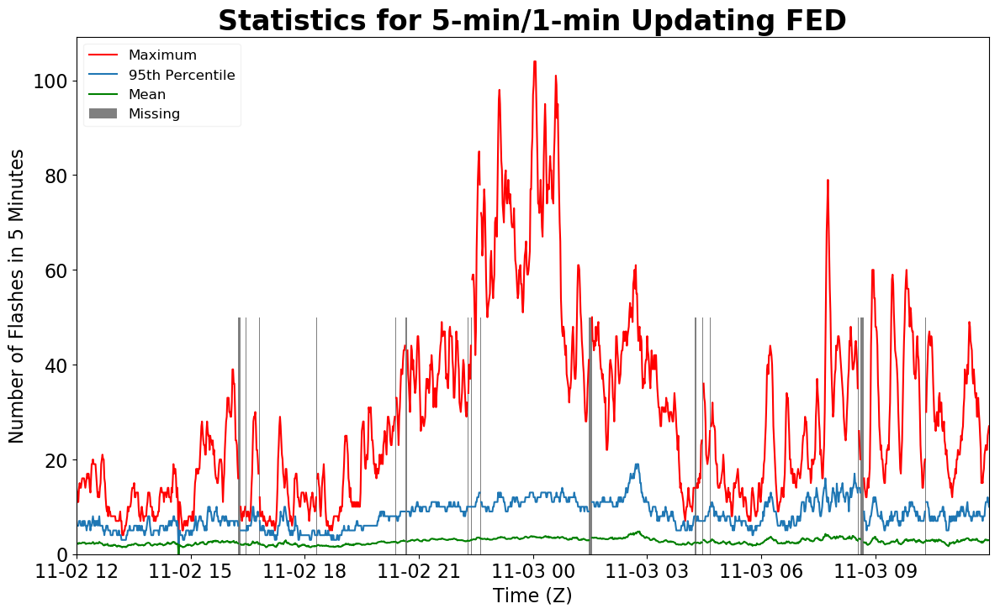 Statistics for 5-min/1-min Updating FED
Number of Flashes in 5 Minutes
100
80
60
40
20
0
Maximum
95th Percentile
Mean
Missing
11-02 12
11-02 15
11-02 18
11-02 21
11-03 00
11-03 03
11-03 06
11-03 09
Time (Z)